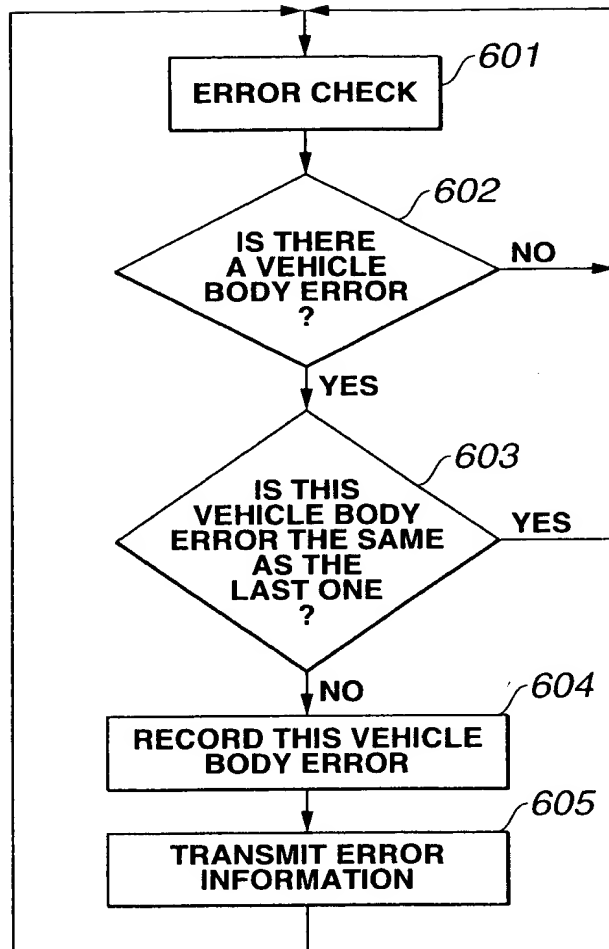 601
ERROR CHECK
602
IS THERE
A VEHICLE
BODY ERROR
?
NO
YES
603
IS THIS
VEHICLE BODY
ERROR THE SAME
AS THE
LAST ONE
?
YES
NO
604
RECORD THIS VEHICLE
BODY ERROR
605
TRANSMIT ERROR
INFORMATION